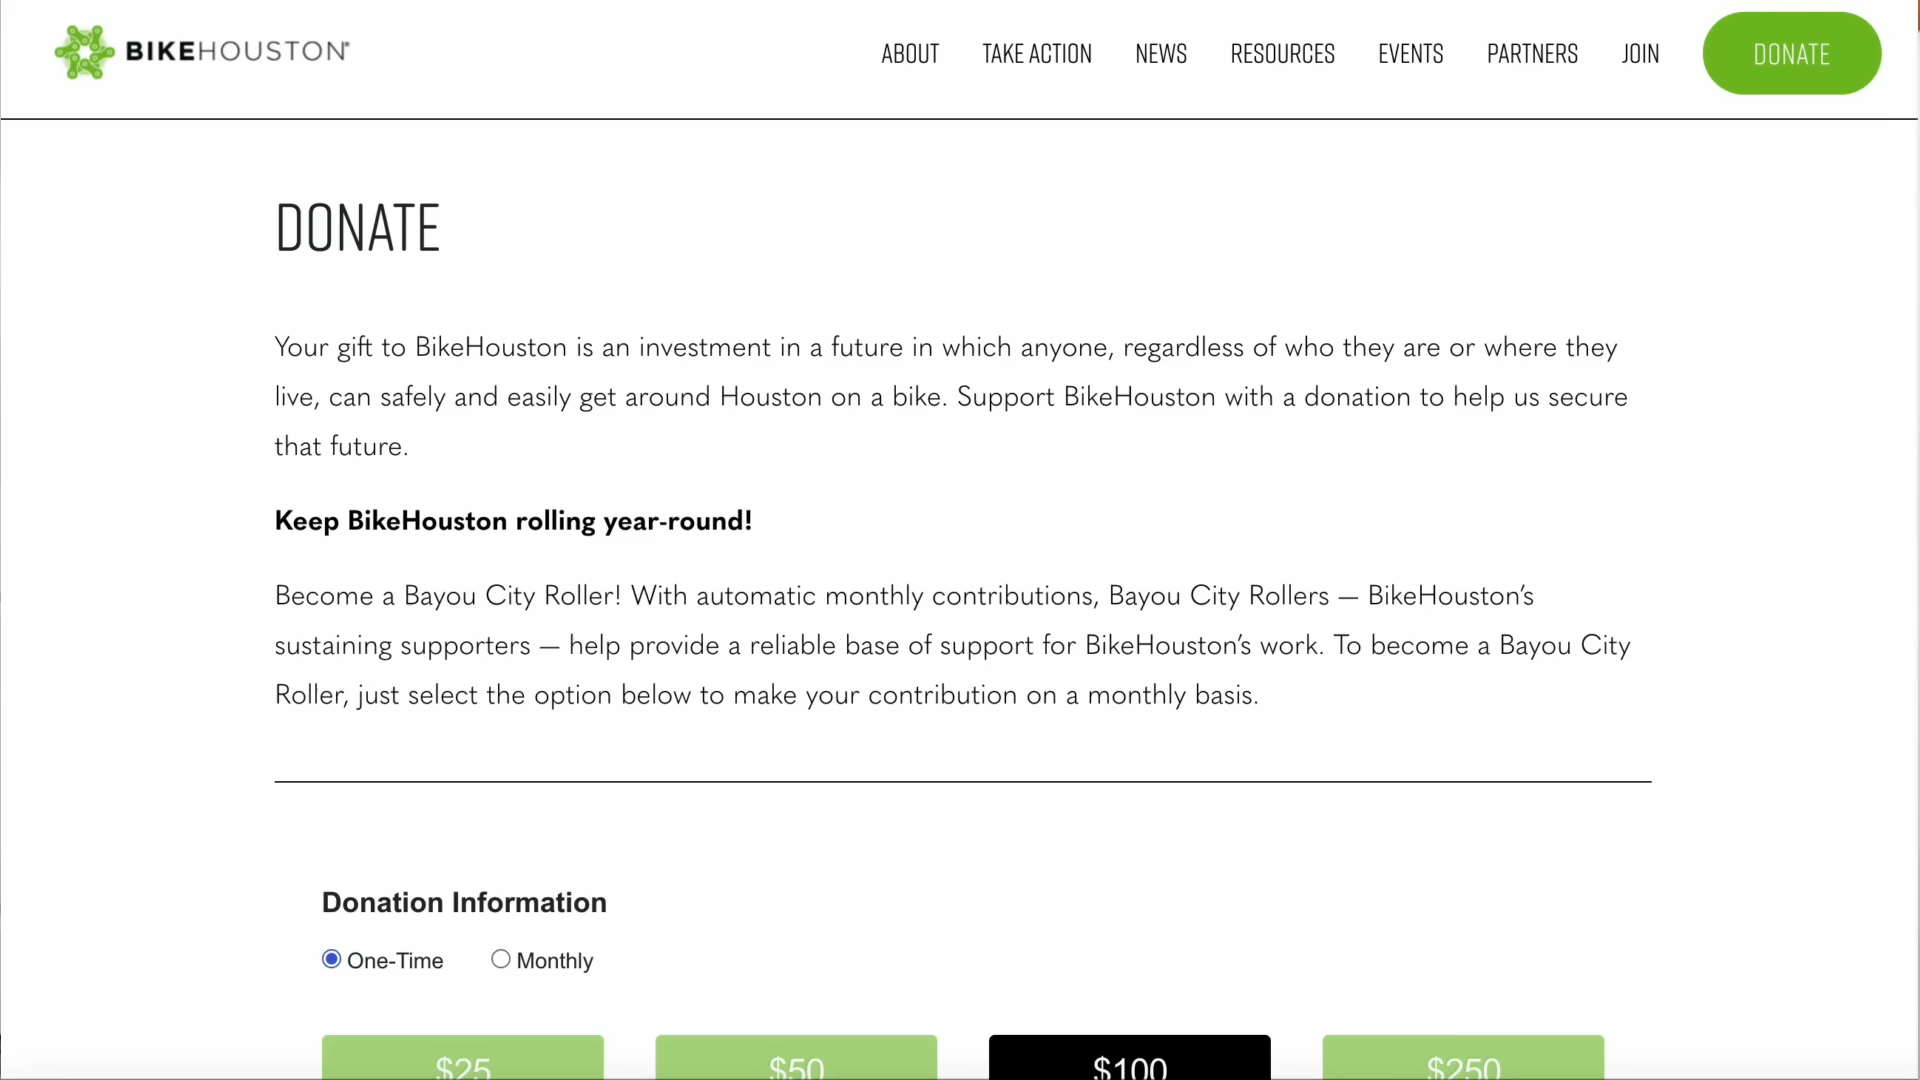 BIKEHOUSTON
ABOUT TAKE ACTION NEWS RESOURCES EVENTS PARTNERS JOIN DONATE
DONATE
Your gift to BikeHouston is an investment in a future in which anyone, regardless of who they are or where they
live, can safely and easily get around Houston on a bike. Support BikeHouston with a donation to help us secure
that future.
Keep BikeHouston rolling year-round!
Become a Bayou City Roller! With automatic monthly contributions, Bayou City Rollers — BikeHouston’s
sustaining supporters — help provide a reliable base of support for BikeHouston’s work. To become a Bayou City
Roller, just select the option below to make your contribution on a monthly basis.
Donation Information
One-Time Monthly
$25 $50 $100 $250